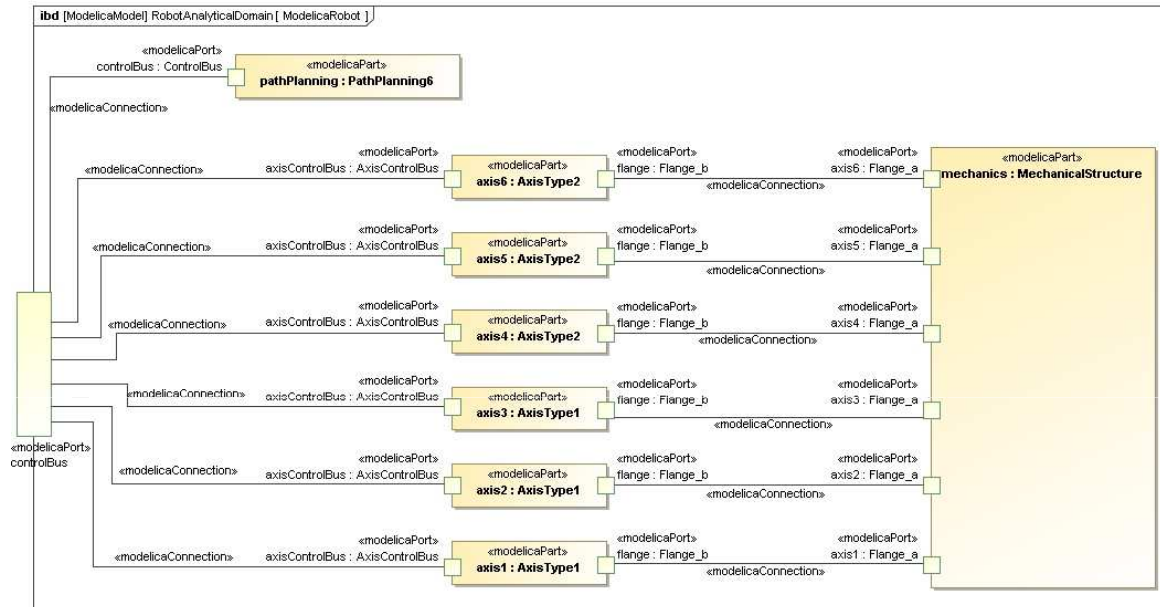 ibd [ModelicaModel] RobotAnalyticalDomain[ ModelicaRobot ]
«modelicaPort»
controlBus : ControlBus
«modelicaPart»
pathPlanning : PathPlanning6
«modelicaConnection»
«modelicaConnection»
«modelicaPort»
axisControlBus : AxisControlBus
«modelicaPart»
axis6 : AxisType2
«modelicaPort»
flange : Flange_b
«modelicaConnection»
«modelicaPort»
axis6 : Flange_a
«modelicaPart»
mechanics : MechanicalStructure
«modelicaConnection»
«modelicaPort»
axisControlBus : AxisControlBus
«modelicaPart»
axis5 : AxisType2
«modelicaPort»
flange : Flange_b
«modelicaConnection»
«modelicaPort»
axis5 : Flange_a
«modelicaConnection»
«modelicaPort»
axisControlBus : AxisControlBus
«modelicaPart»
axis4 : AxisType2
«modelicaPort»
flange : Flange_b
«modelicaConnection»
«modelicaPort»
axis4 : Flange_a
«modelicaConnection»
«modelicaPort»
axisControlBus : AxisControlBus
«modelicaPart»
axis3 : AxisType1
«modelicaPort»
flange : Flange_b
«modelicaConnection»
«modelicaPort»
axis3 : Flange_a
«modelicaPort»
controlBus
«modelicaConnection»
«modelicaPort»
axisControlBus : AxisControlBus
«modelicaPart»
axis2 : AxisType1
«modelicaPort»
flange : Flange_b
«modelicaConnection»
«modelicaPort»
axis2 : Flange_a
«modelicaConnection»
«modelicaPort»
axisControlBus : AxisControlBus
«modelicaPart»
axis1 : AxisType1
«modelicaPort»
flange : Flange_b
«modelicaConnection»
«modelicaPort»
axis1 : Flange_a